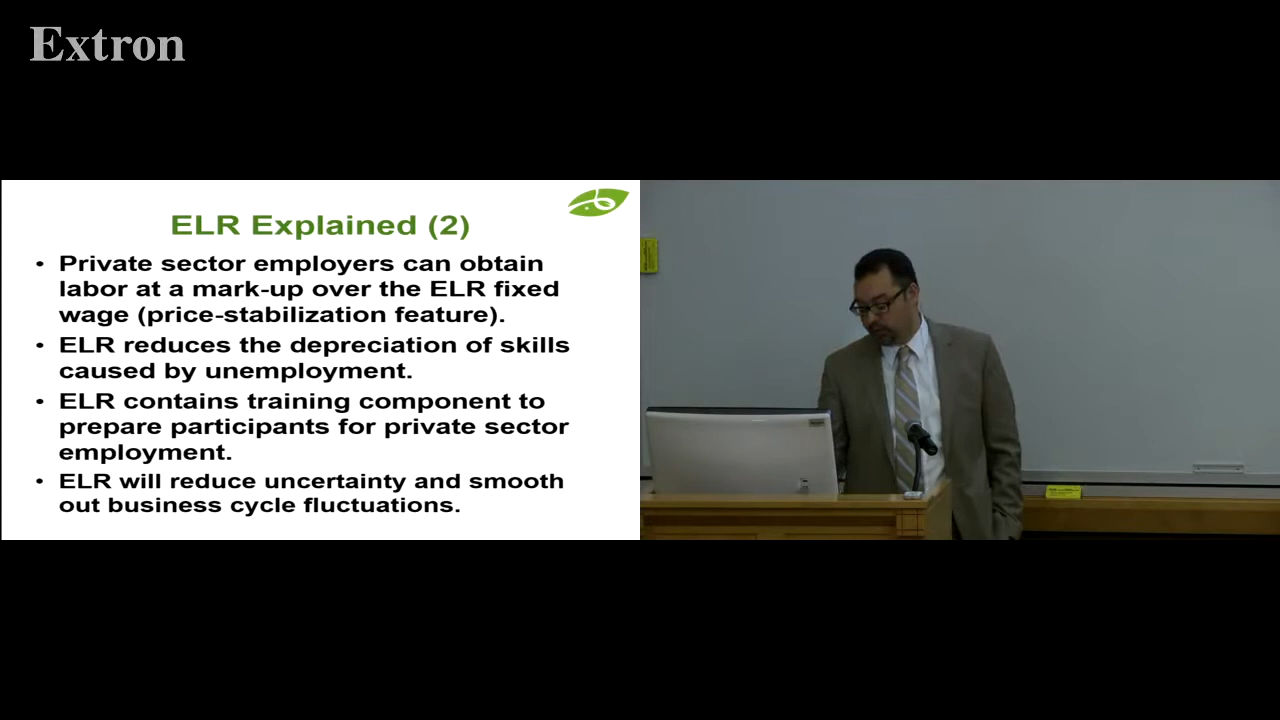 Extron
ELR Explained (2)
• Private sector employers can obtain
labor at a mark-up over the ELR fixed
wage (price-stabilization feature).
• ELR reduces the depreciation of skills
caused by unemployment.
• ELR contains training component to
prepare participants for private sector
employment.
• ELR will reduce uncertainty and smooth
out business cycle fluctuations.